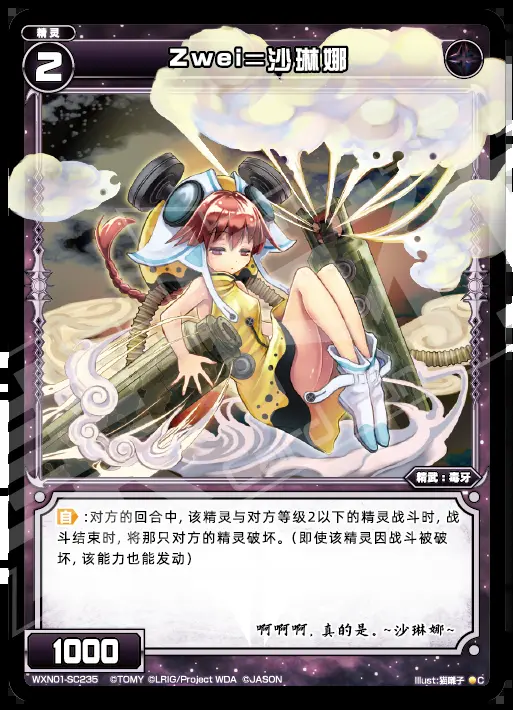 精灵
2
Zwei=沙琳娜
精武：毒牙
自：对方的回合中，该精灵与对方等级2以下的精灵战斗时，战
斗结束时，将那只对方的精灵破坏。（即使该精灵因战斗被破
坏，该能力也能发动）
啊啊啊，真的是。~沙琳娜~
1000
WXN01-SC235 ©TOMY ©LRIG/Project WDA ©JASON
Illust:猫囃子 C